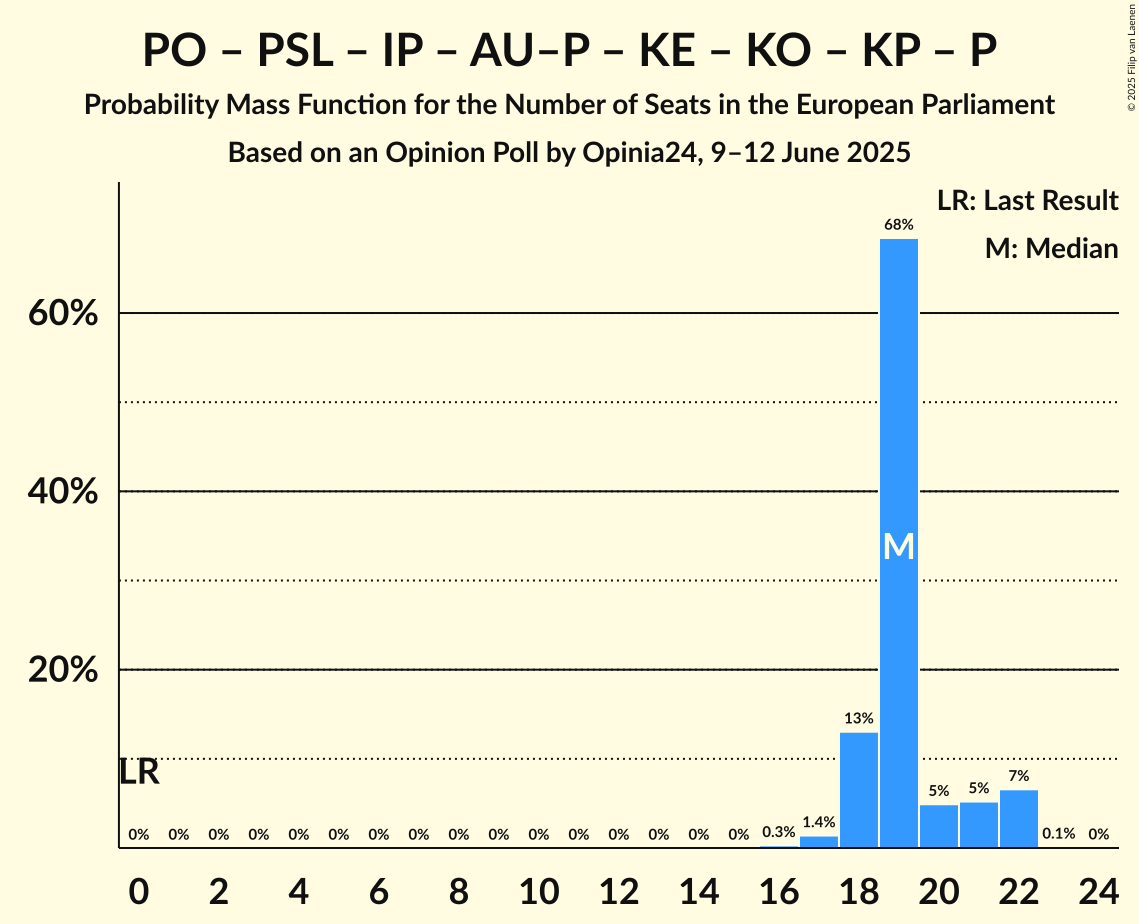 PO – PSL – IP – AU–P – KE – KO – KP – P
Probability Mass Function for the Number of Seats in the European Parliament
Based on an Opinion Poll by Opinia24, 9–12 June 2025
© 2025 Filip van Laenen
LR: Last Result
M: Median
68%
60%
40%
M
20%
13%
LR
7%
5%
5%
1.4%
0.3%
0.1%
0% 0% 0% 0% 0% 0% 0% 0% 0% 0% 0% 0% 0% 0% 0% 0% 0%
0 2 4 6 8 10 12 14 16 18 20 22 24